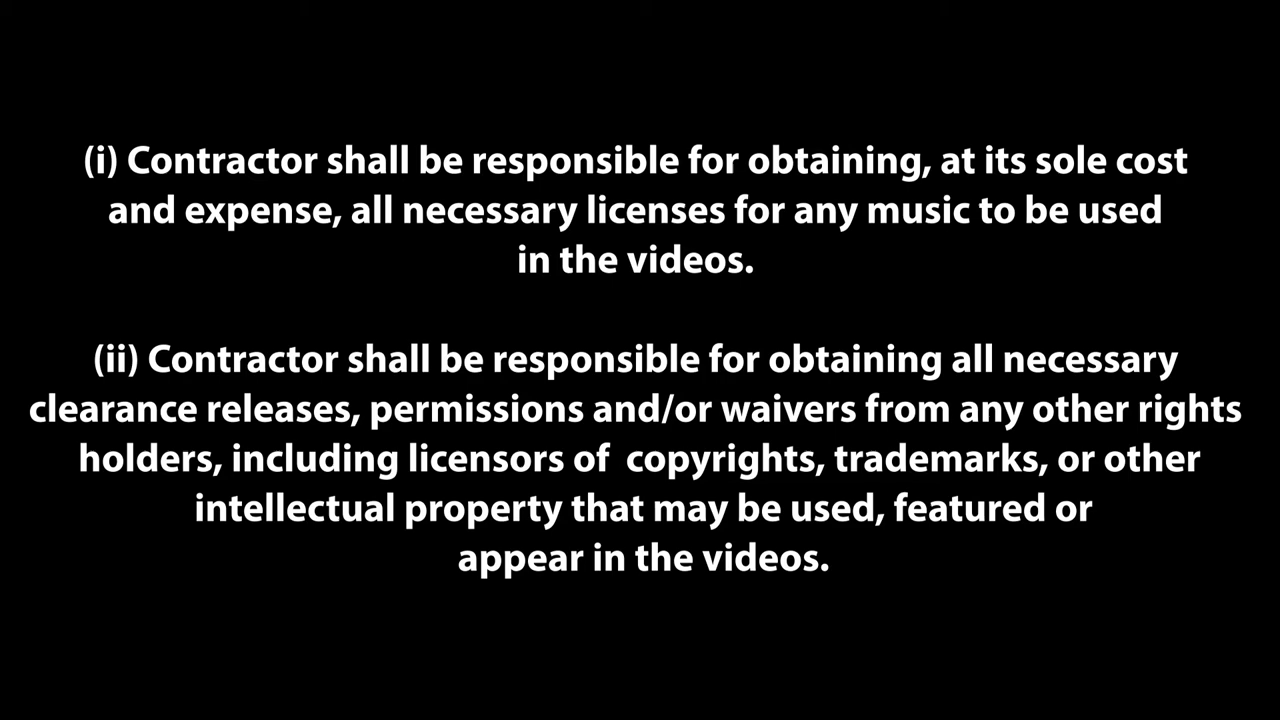 (i) Contractor shall be responsible for obtaining, at its sole cost
and expense, all necessary licenses for any music to be used
in the videos.
(ii) Contractor shall be responsible for obtaining all necessary
clearance releases, permissions and/or waivers from any other rights
holders, including licensors of  copyrights, trademarks, or other
intellectual property that may be used, featured or
appear in the videos.